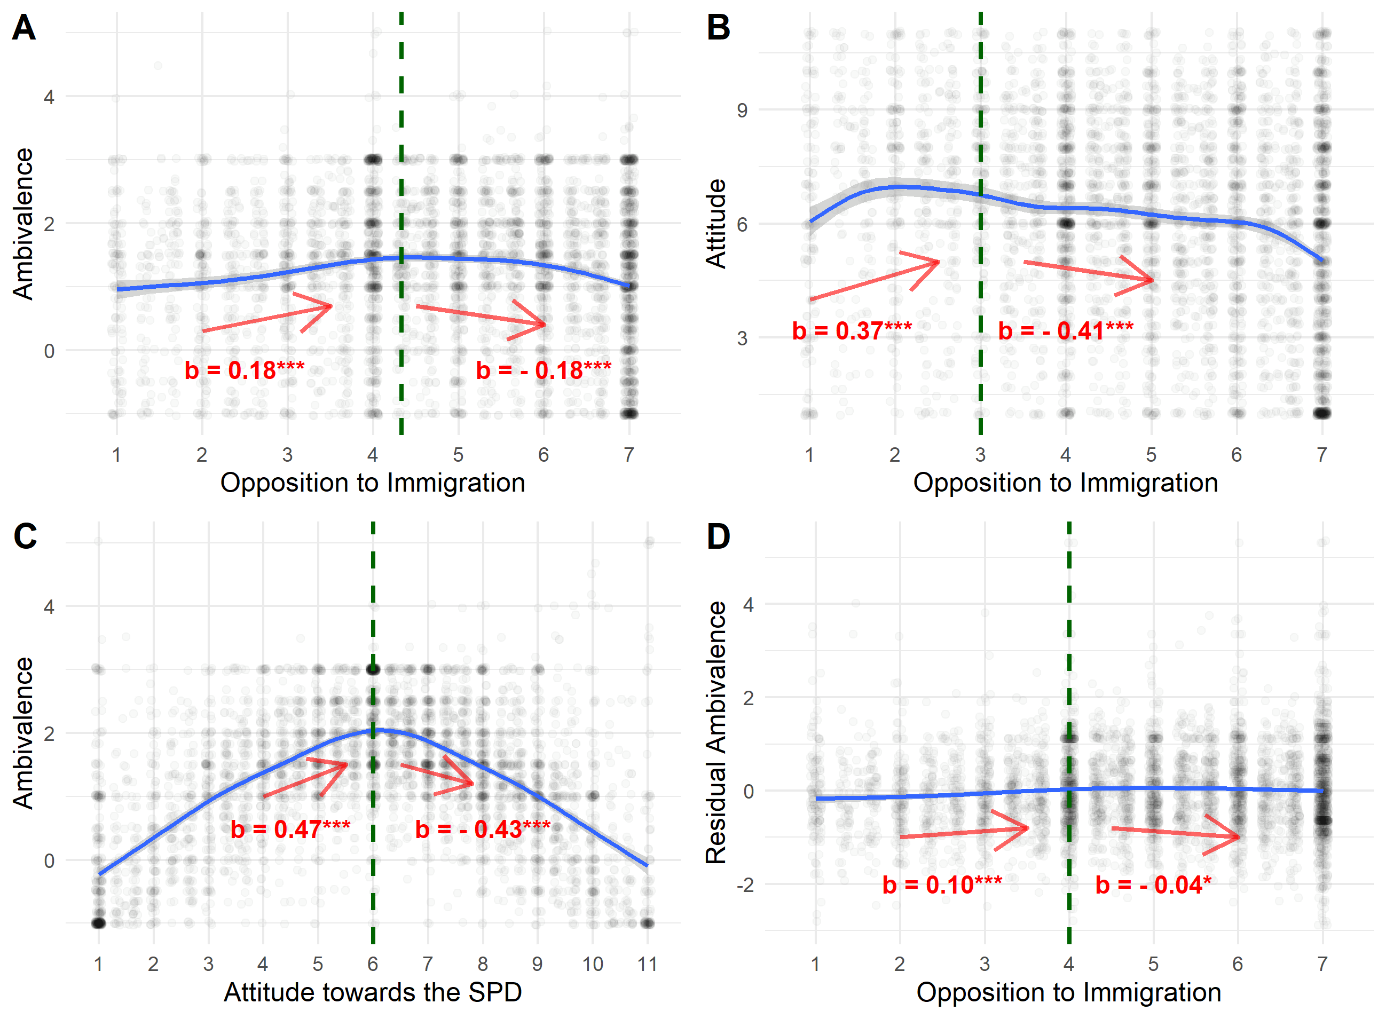 A
Ambivalence
4
2
0
b = 0.18***
b = - 0.18***
1 2 3 4 5 6 7
Opposition to Immigration
B
Attitude
9
6
3
b = 0.37***
b = - 0.41***
1 2 3 4 5 6 7
Opposition to Immigration
C
Ambivalence
4
2
0
b = 0.47***
b = - 0.43***
1 2 3 4 5 6 7 8 9 10 11
Attitude towards the SPD
D
Residual Ambivalence
4
2
0
-2
b = 0.10***
b = - 0.04*
1 2 3 4 5 6 7
Opposition to Immigration